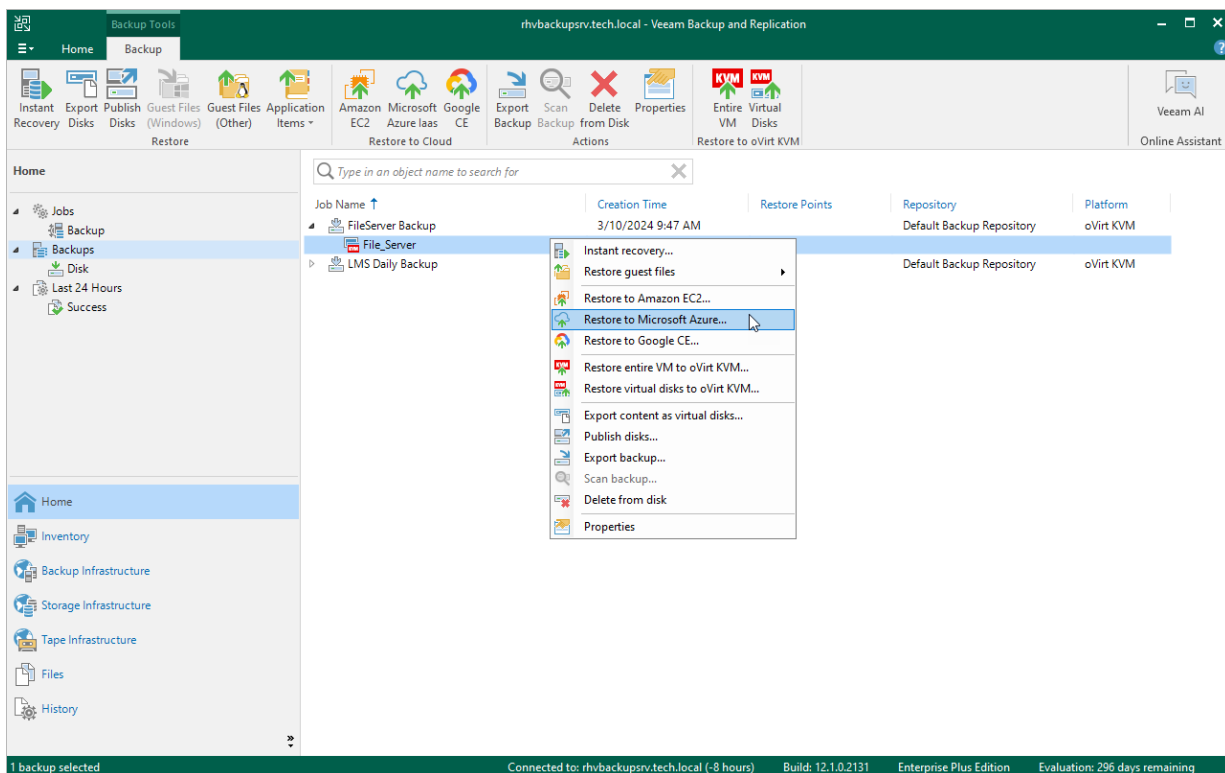 Backup Tools
rhvbackupsrv.tech.local - Veeam Backup and Replication
Home Backup
Instant Recovery
Export Disks
Publish Disks
Guest Files (Windows)
Guest Files (Other)
Application Items
Amazon EC2
Microsoft Azure Iaas
Google CE
Export Backup
Scan Backup
Delete from Disk
Properties
Entire VM
Virtual Disks
Veeam AI
Restore
Restore to Cloud
Actions
Restore to oVirt KVM
Online Assistant
Home
Type in an object name to search for
Jobs
Backup
Backups
Disk
Last 24 Hours
Success
Job Name Creation Time Restore Points Repository Platform
FileServer Backup 3/10/2024 9:47 AM Default Backup Repository oVirt KVM
File_Server
LMS Daily Backup Default Backup Repository oVirt KVM
Instant recovery...
Restore guest files
Restore to Amazon EC2...
Restore to Microsoft Azure...
Restore to Google CE...
KVM Restore entire VM to oVirt KVM...
KVM Restore virtual disks to oVirt KVM...
Export content as virtual disks...
Publish disks...
Export backup...
Scan backup...
Delete from disk
Properties
Home
Inventory
Backup Infrastructure
Storage Infrastructure
Tape Infrastructure
Files
History
1 backup selected
Connected to: rhvbackupsrv.tech.local (-8 hours) Build: 12.1.0.2131 Enterprise Plus Edition Evaluation: 296 days remaining